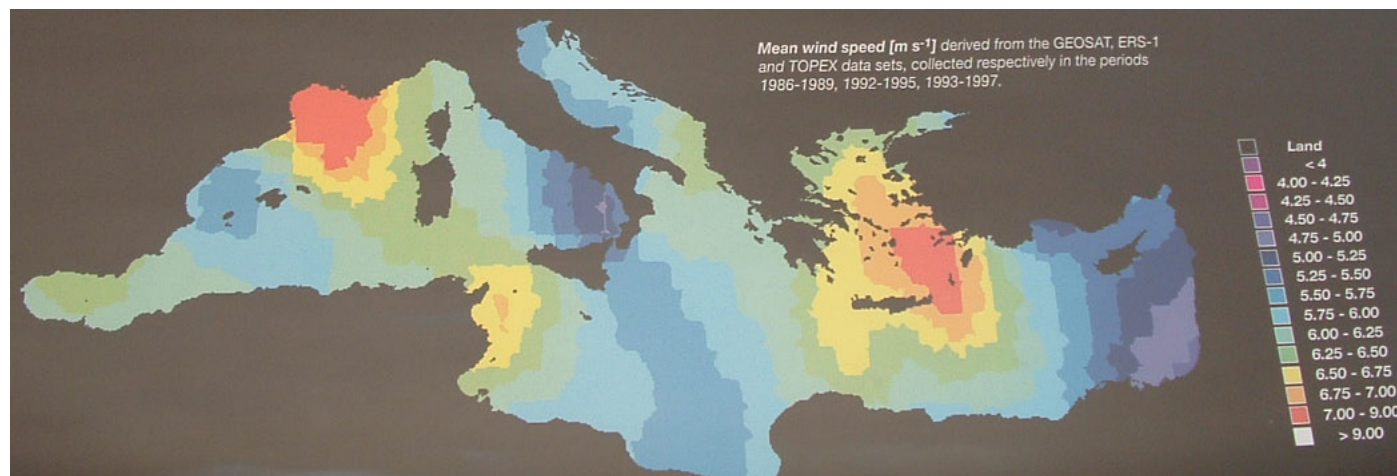 Mean wind speed [m s-1] derived from the GEOSAT, ERS-1
and TOPEX data sets, collected respectively in the periods
1986-1989, 1992-1995, 1993-1997.
Land
< 4
4.00 - 4.25
4.25 - 4.50
4.50 - 4.75
4.75 - 5.00
5.00 - 5.25
5.25 - 5.50
5.50 - 5.75
5.75 - 6.00
6.00 - 6.25
6.25 - 6.50
6.50 - 6.75
6.75 - 7.00
7.00 - 9.00
> 9.00